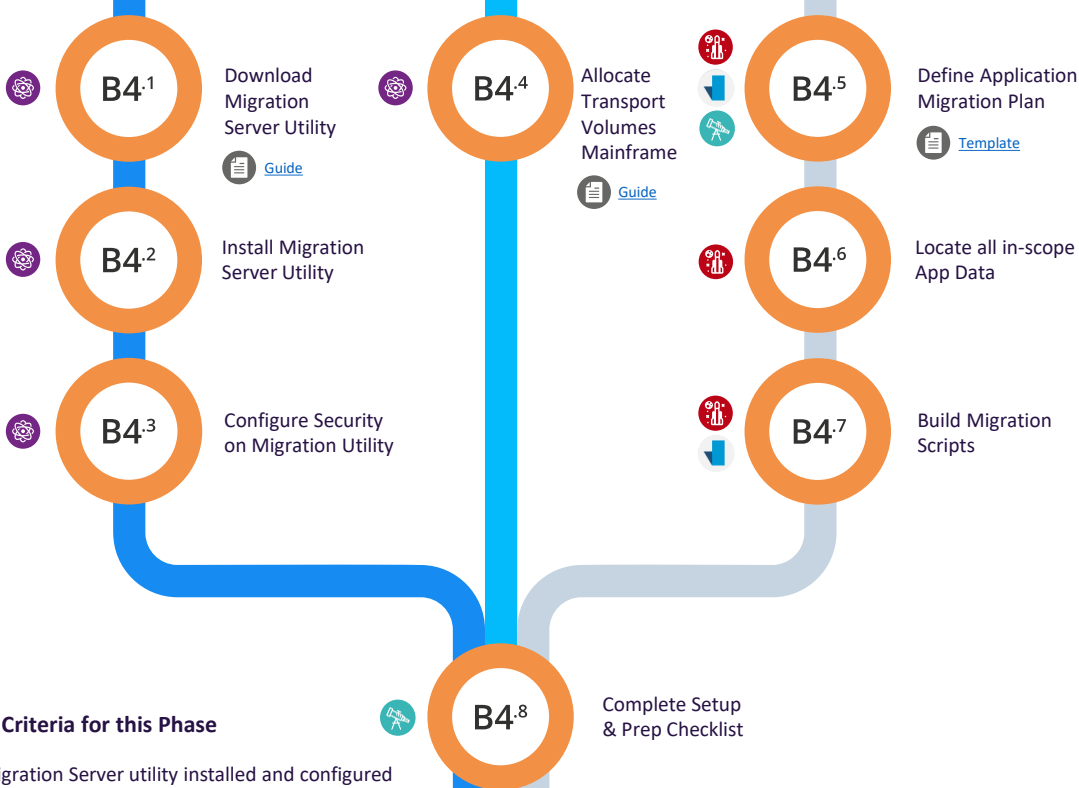 B4.1
Download
Migration
Server Utility
Guide
B4.4
Allocate
Transport
Volumes
Mainframe
Guide
B4.5
Define Application
Migration Plan
Template
B4.2
Install Migration
Server Utility
B4.6
Locate all in-scope
App Data
B4.3
Configure Security
on Migration Utility
B4.7
Build Migration
Scripts
B4.8
Complete Setup
& Prep Checklist
Criteria for this Phase
igration Server utility installed and configured